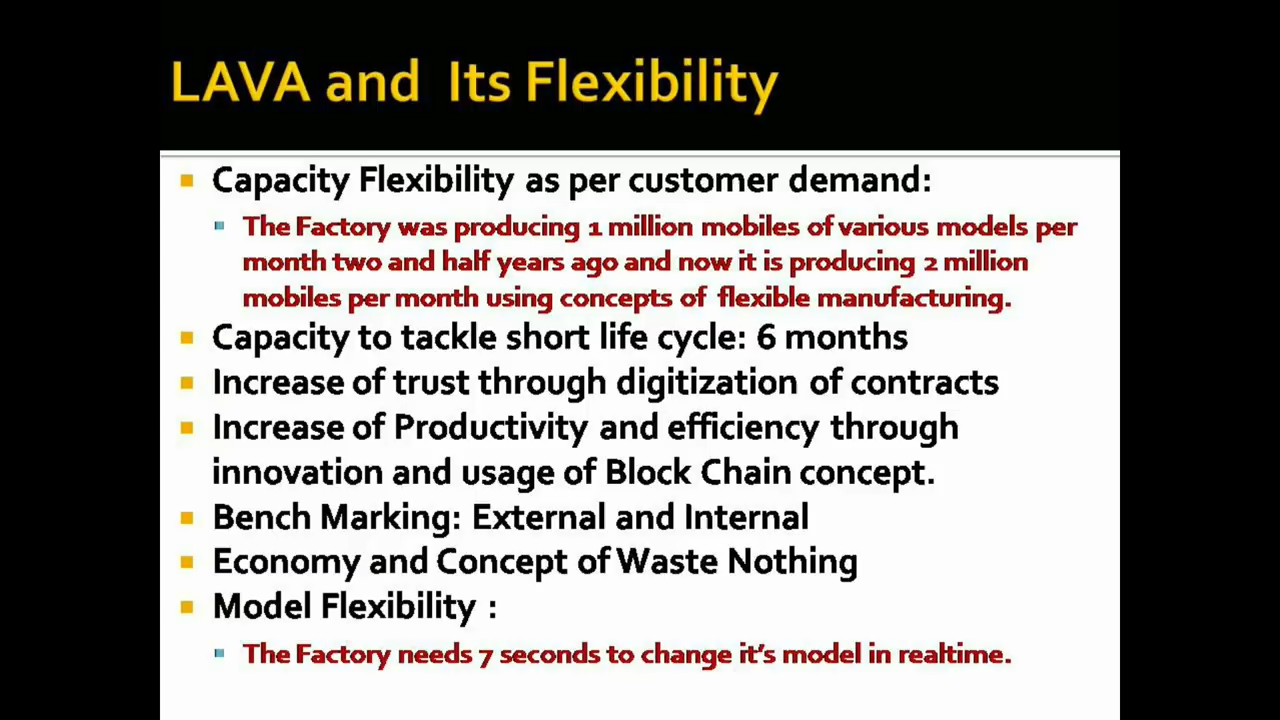 LAVA and Its Flexibility
Capacity Flexibility as per customer demand:
The Factory was producing 1 million mobiles of various models per
month two and half years ago and now it is producing 2 million
mobiles per month using concepts of flexible manufacturing.
Capacity to tackle short life cycle: 6 months
Increase of trust through digitization of contracts
Increase of Productivity and efficiency through
innovation and usage of Block Chain concept.
Bench Marking: External and Internal
Economy and Concept of Waste Nothing
Model Flexibility :
The Factory needs 7 seconds to change it's model in realtime.